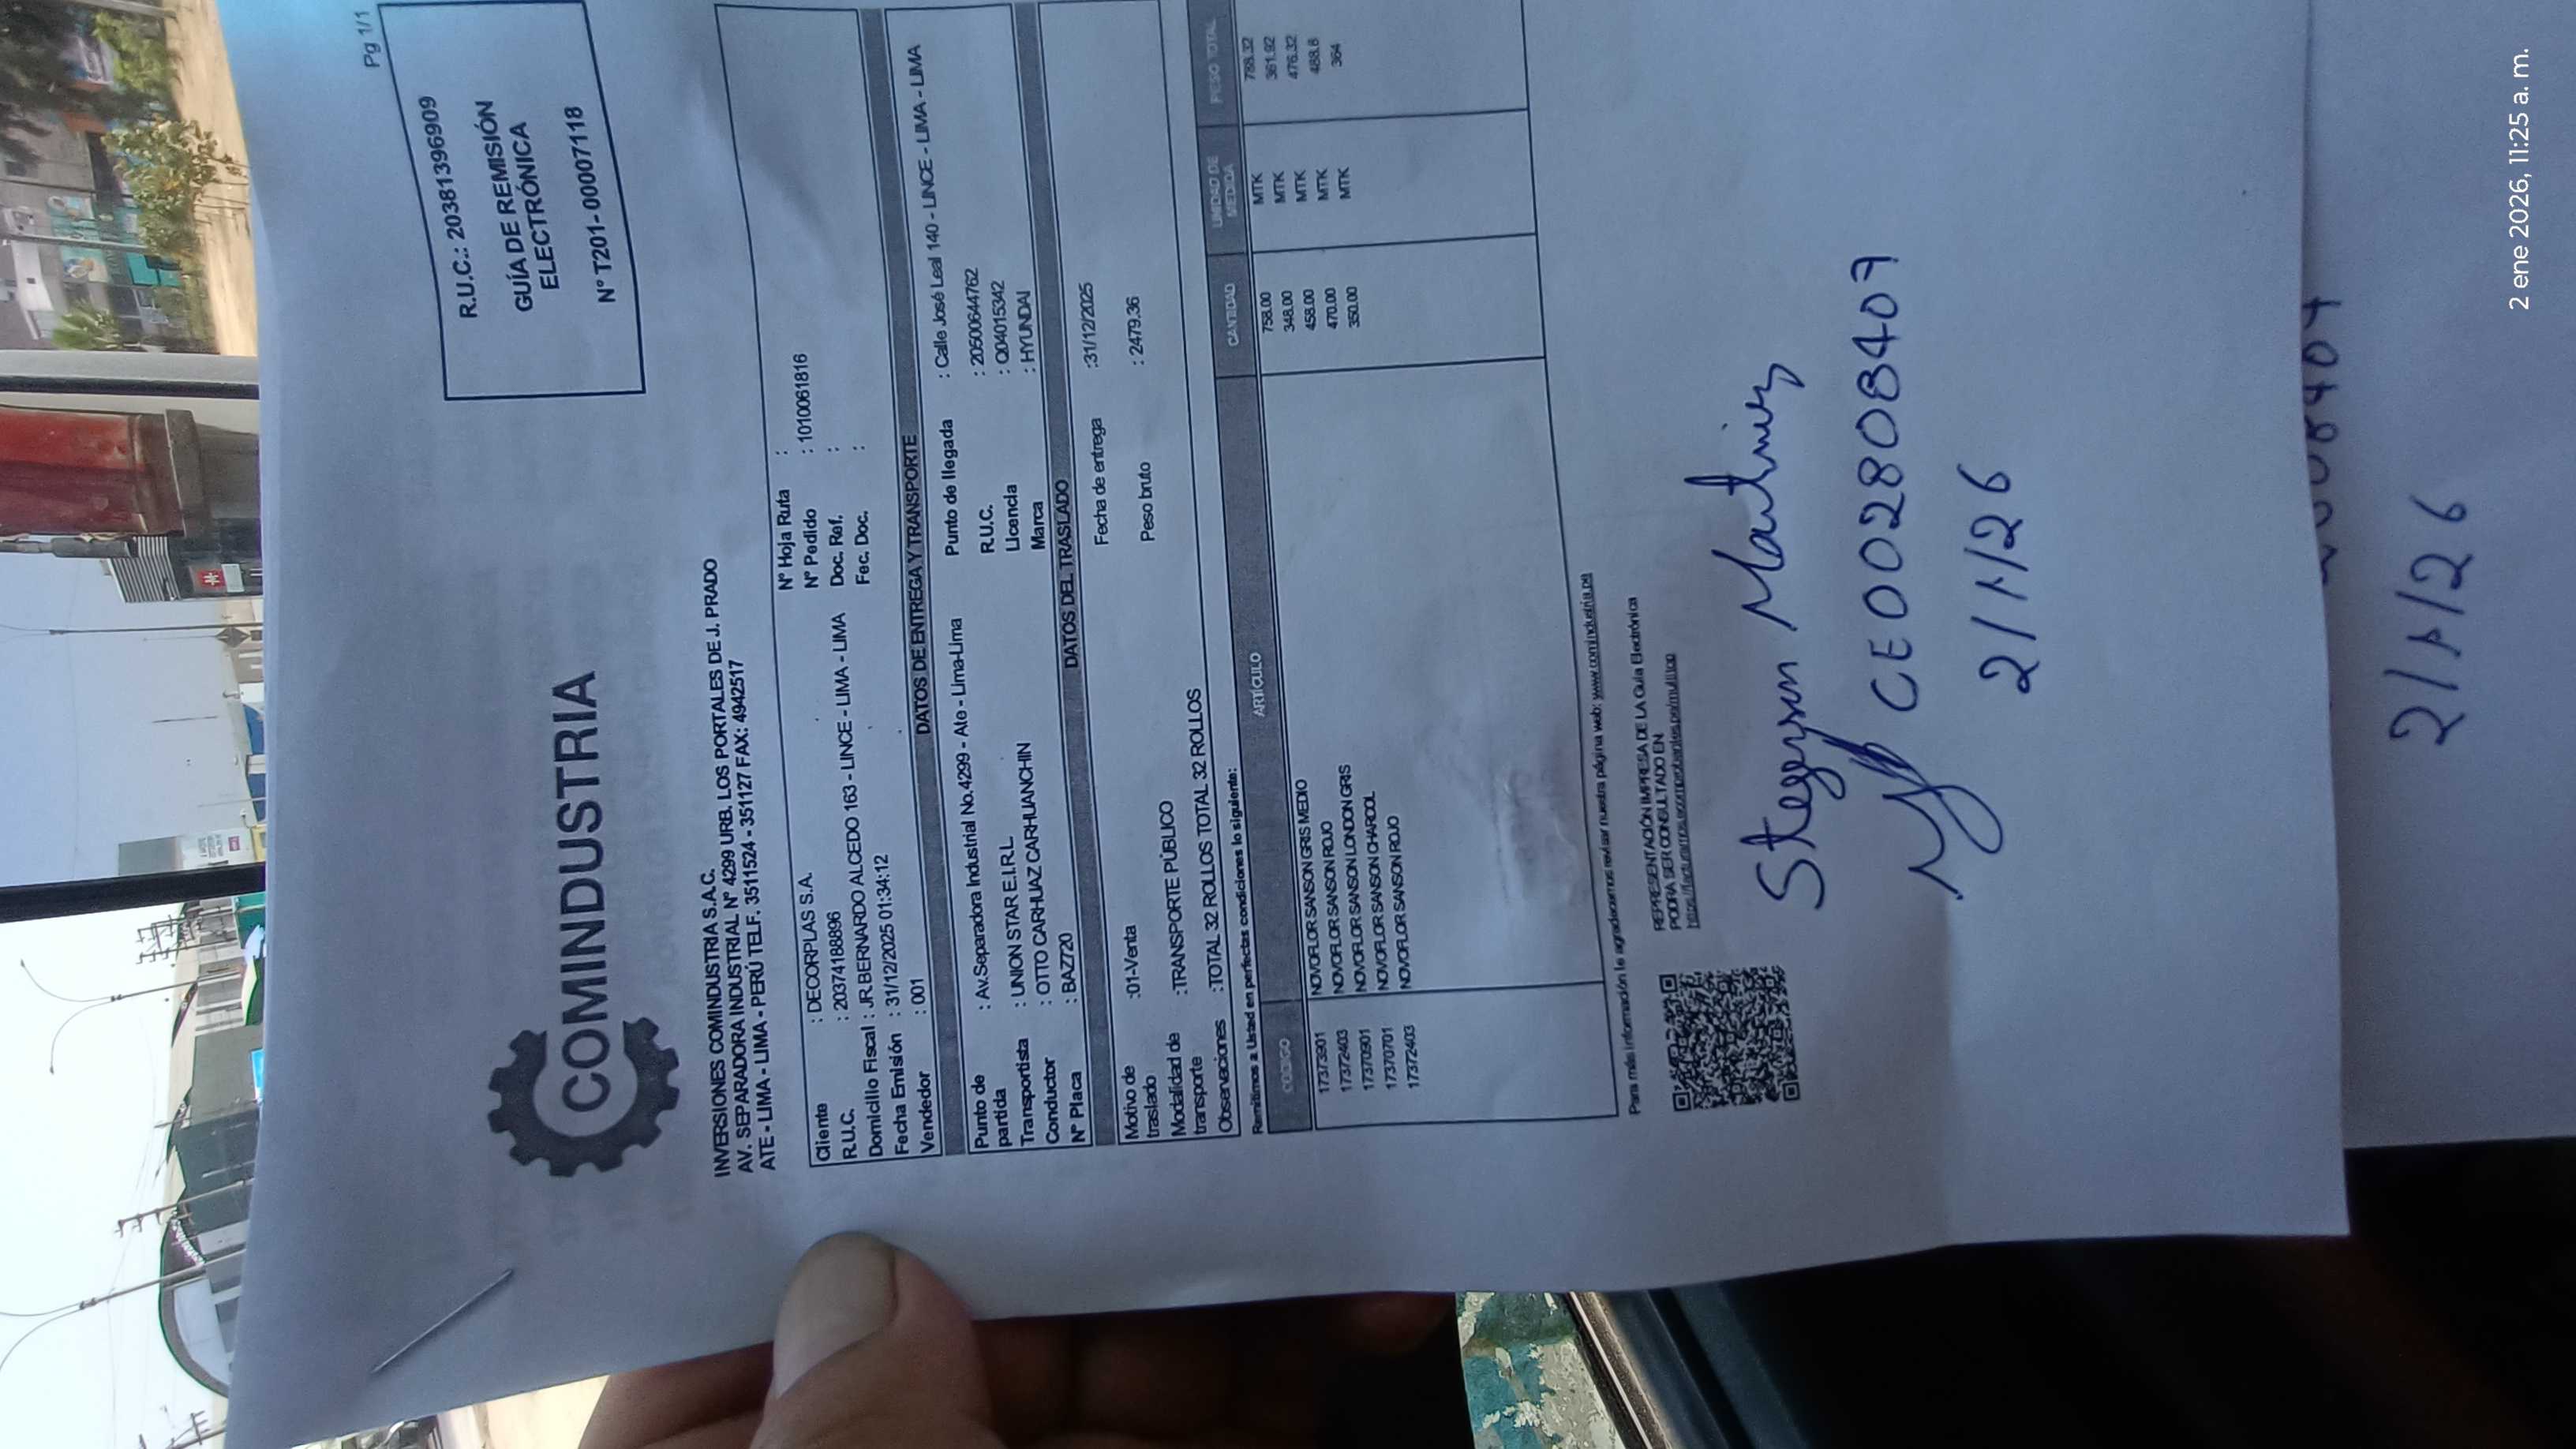 Pg 1/1
R.U.C.: 20381396909
GUÍA DE REMISIÓN
ELECTRÓNICA
N° T201- 00007118
COMINDUSTRIA
INVERSIONES COMINDUSTRIA S.A.C.
AV. SEPARADORA INDUSTRIAL N° 4299 URB. LOS PORTALES DE J. PRADO
ATE - LIMA - LIMA - PERÚ TELF. 3511524 - 351127 FAX: 4942517
Cliente : DECORPLAS S.A. N° Hoja Ruta :
R.U.C. : 20374188896 N° Pedido : 1010061816
Domicilio Fiscal : JR.BERNARDO ALCEDO 163 - LINCE - LIMA - LIMA Doc. Ref. :
Fecha Emisión : 31/12/2025 01:34:12 Fec. Doc. :
Vendedor : 001
DATOS DE ENTREGA Y TRANSPORTE
Punto de partida : Av.Separadora Industrial No.4299 - Ate - Lima-Lima Punto de llegada : Calle José Leal 140 - LINCE - LIMA - LIMA
Transportista : UNION STAR E.I.R.L R.U.C. : 20500644762
Conductor : OTTO CARHUAZ CARHUANCHIN Licencia : Q04015342
N° Placa : BAZ720 Marca : HYUNDAI
DATOS DEL TRASLADO
Motivo de traslado :01-Venta Fecha de entrega :31/12/2025
Modalidad de transporte :TRANSPORTE PÚBLICO Peso bruto : 2479.36
Observaciones :TOTAL 32 ROLLOS TOTAL 32 ROLLOS
Remitimos a Usted en perfectas condiciones lo siguiente:
CODIGO ARTÍCULO CANTIDAD UNIDAD DE MEDIDA PESO TOTAL
17373901 NOVOFLOR SANSON GRIS MEDIO 758.00 MTK 788.32
17372403 NOVOFLOR SANSON ROJO 348.00 MTK 361.92
17370901 NOVOFLOR SANSON LONDON GRIS 458.00 MTK 476.32
17370701 NOVOFLOR SANSON CHARCOL 470.00 MTK 488.8
17372403 NOVOFLOR SANSON ROJO 350.00 MTK 364
Para más información le agradecemos revisar nuestra página web: www.comindustria.pe
REPRESENTACIÓN IMPRESA DE LA Guía Electrónica
PODRA SER CONSULTADO EN
Martinez
CE002808407
2/1/26
2/1/26
2 ene 2026, 11:25 a. m.